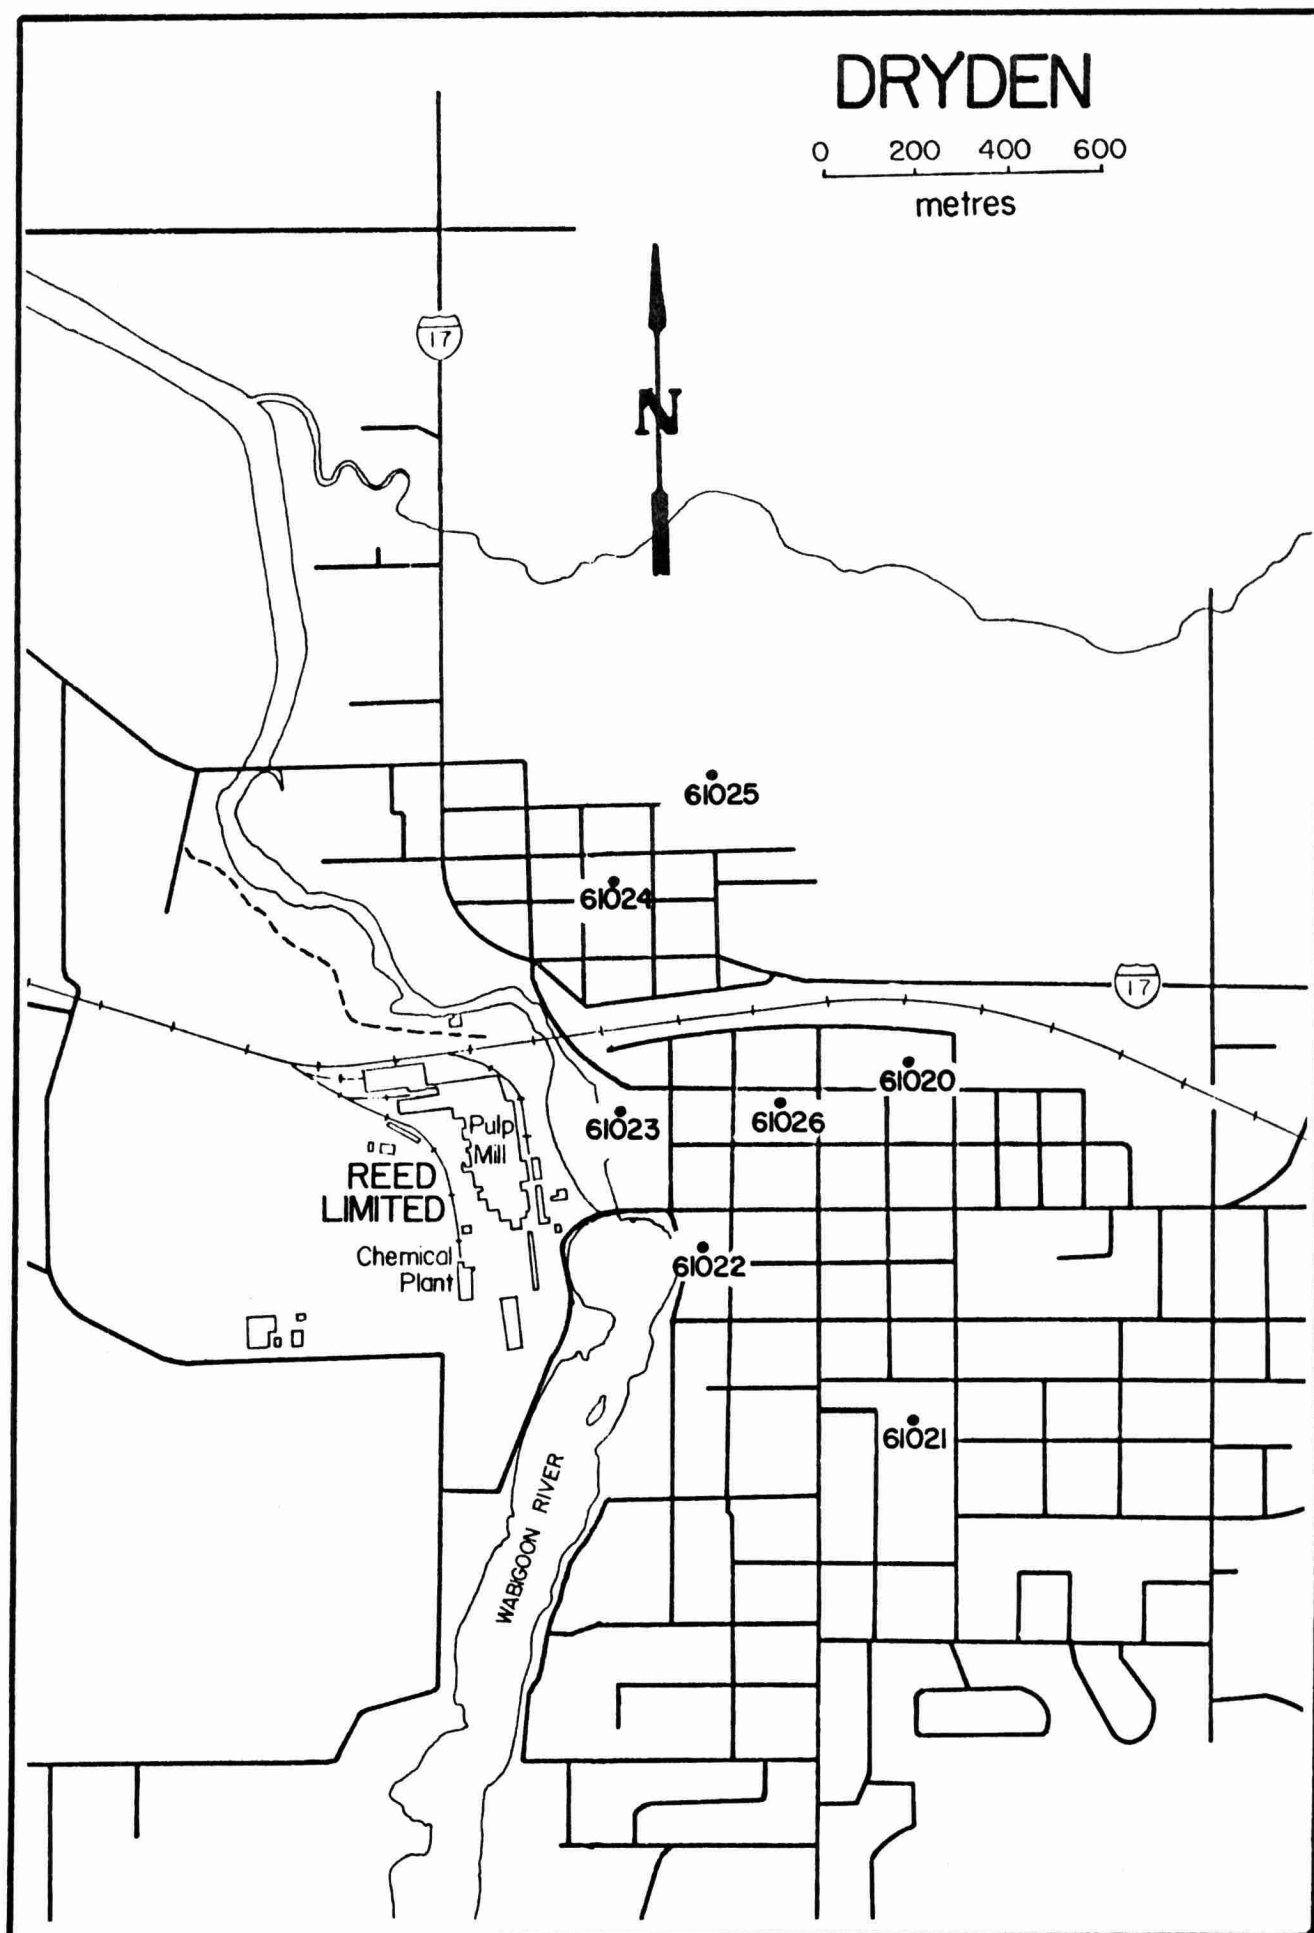 DRYDEN
0 200 400 600
metres
17
N
61025
61024
17
61020
61026
61023
Pulp
Mill
REED
LIMITED
61022
Chemical
Plant
61021
WABIGOON RIVER